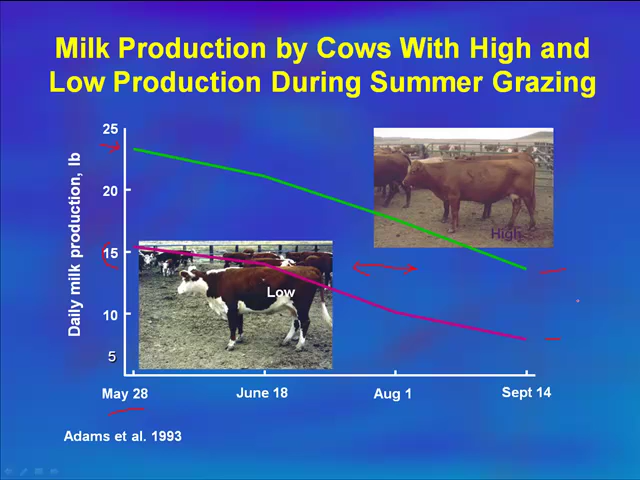 Milk Production by Cows With High and
Low Production During Summer Grazing
25
20
15
10
5
Daily milk production, lb
High
Low
May 28
June 18
Aug 1
Sept 14
Adams et al. 1993